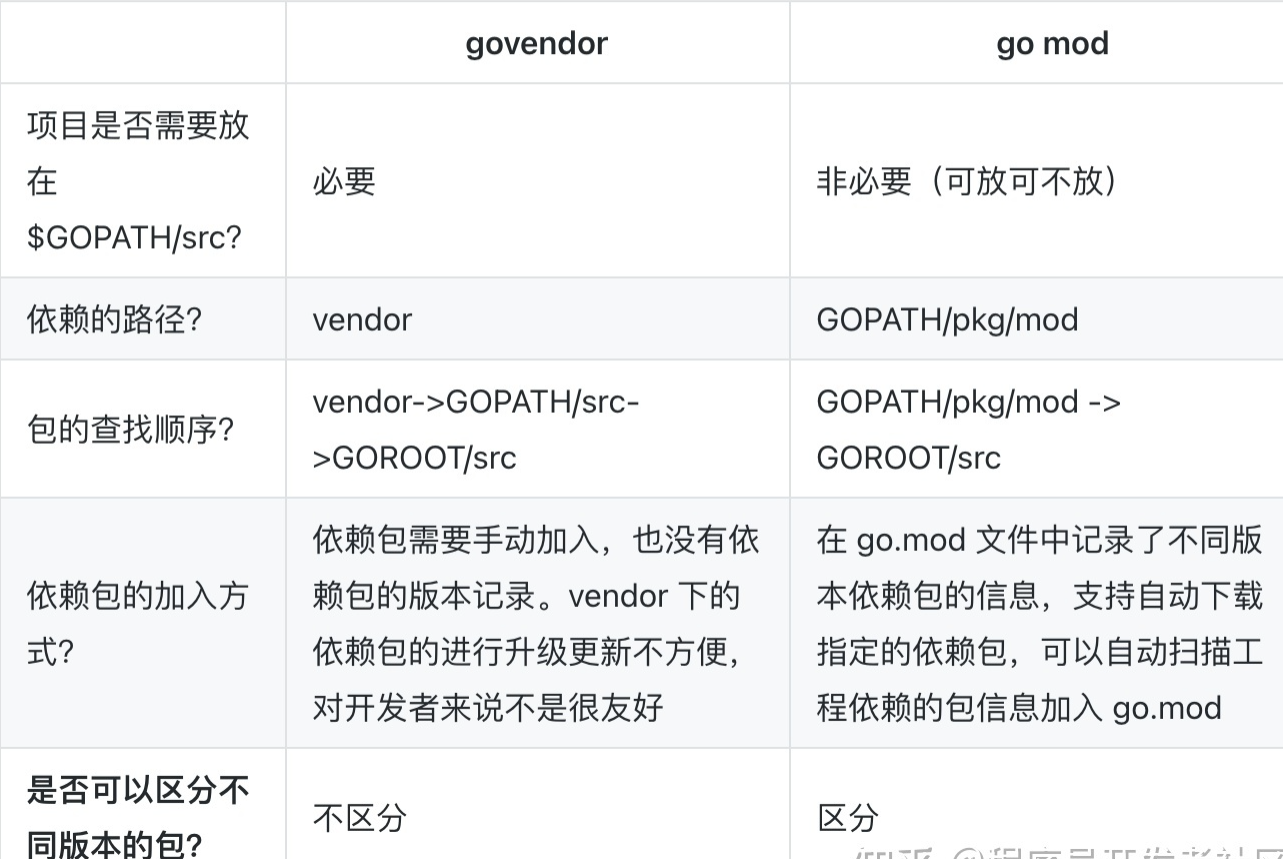 govendor
go mod
项目是否需要放
在
$GOPATH/src?
必要
非必要（可放可不放）
依赖的路径?
vendor
GOPATH/pkg/mod
包的查找顺序?
vendor->GOPATH/src-
>GOROOT/src
GOPATH/pkg/mod ->
GOROOT/src
依赖包的加入方
式?
依赖包需要手动加入，也没有依
赖包的版本记录。vendor 下的
依赖包的进行升级更新不方便，
对开发者来说不是很友好
在 go.mod 文件中记录了不同版
本依赖包的信息，支持自动下载
指定的依赖包，可以自动扫描工
程依赖的包信息加入 go.mod
是否可以区分不
同版本的包?
不区分
区分
知乎 @程序员开发者社区